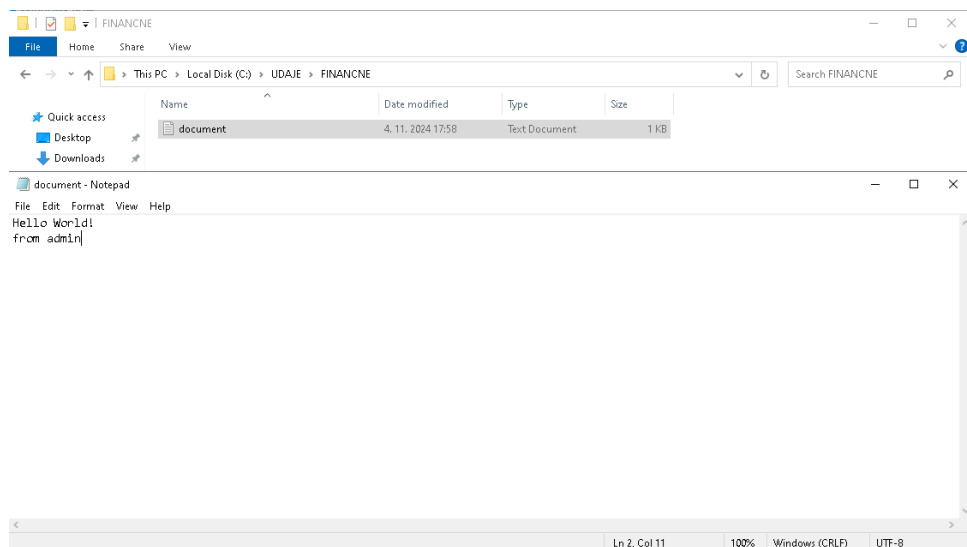 FINANCNE
File Home Share View
This PC > Local Disk (C:) > UDAJE > FINANCNE
Search FINANCNE
Name Date modified Type Size
Quick access
document 4. 11. 2024 17:58 Text Document 1 KB
Desktop
Downloads
document - Notepad
File Edit Format View Help
Hello World!
from admin
Ln 2, Col 11 100% Windows (CRLF) UTF-8